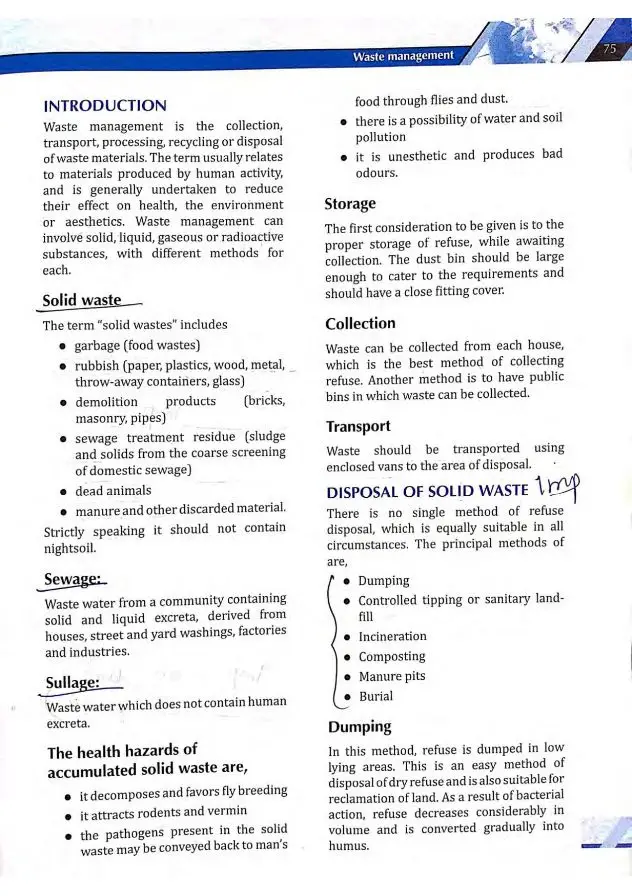 Waste management
75
INTRODUCTION
Waste management is the collection,
transport, processing, recycling or disposal
of waste materials. The term usually relates
to materials produced by human activity,
and is generally undertaken to reduce
their effect on health, the environment
or aesthetics. Waste management can
involve solid, liquid, gaseous or radioactive
substances, with different methods for
each.
Solid waste
The term "solid wastes" includes
• garbage (food wastes)
• rubbish (paper, plastics, wood, metal,
throw-away containers, glass)
• demolition products (bricks,
masonry, pipes)
• sewage treatment residue (sludge
and solids from the coarse screening
of domestic sewage)
• dead animals
• manure and other discarded material.
Strictly speaking it should not contain
nightsoil.
Sewage:
Waste water from a community containing
solid and liquid excreta, derived from
houses, street and yard washings, factories
and industries.
Sullage:
Waste water which does not contain human
excreta.
The health hazards of
accumulated solid waste are,
• it decomposes and favors fly breeding
• it attracts rodents and vermin
• the pathogens present in the solid
waste may be conveyed back to man's
food through flies and dust.
• there is a possibility of water and soil
pollution
• it is unesthetic and produces bad
odours.
Storage
The first consideration to be given is to the
proper storage of refuse, while awaiting
collection. The dust bin should be large
enough to cater to the requirements and
should have a close fitting cover.
Collection
Waste can be collected from each house,
which is the best method of collecting
refuse. Another method is to have public
bins in which waste can be collected.
Transport
Waste should be transported using
enclosed vans to the area of disposal.
DISPOSAL OF SOLID WASTE Imp
There is no single method of refuse
disposal, which is equally suitable in all
circumstances. The principal methods of
are,
• Dumping
• Controlled tipping or sanitary land-
fill
• Incineration
• Composting
• Manure pits
• Burial
Dumping
In this method, refuse is dumped in low
lying areas. This is an easy method of
disposal of dry refuse and is also suitable for
reclamation of land. As a result of bacterial
action, refuse decreases considerably in
volume and is converted gradually into
humus.